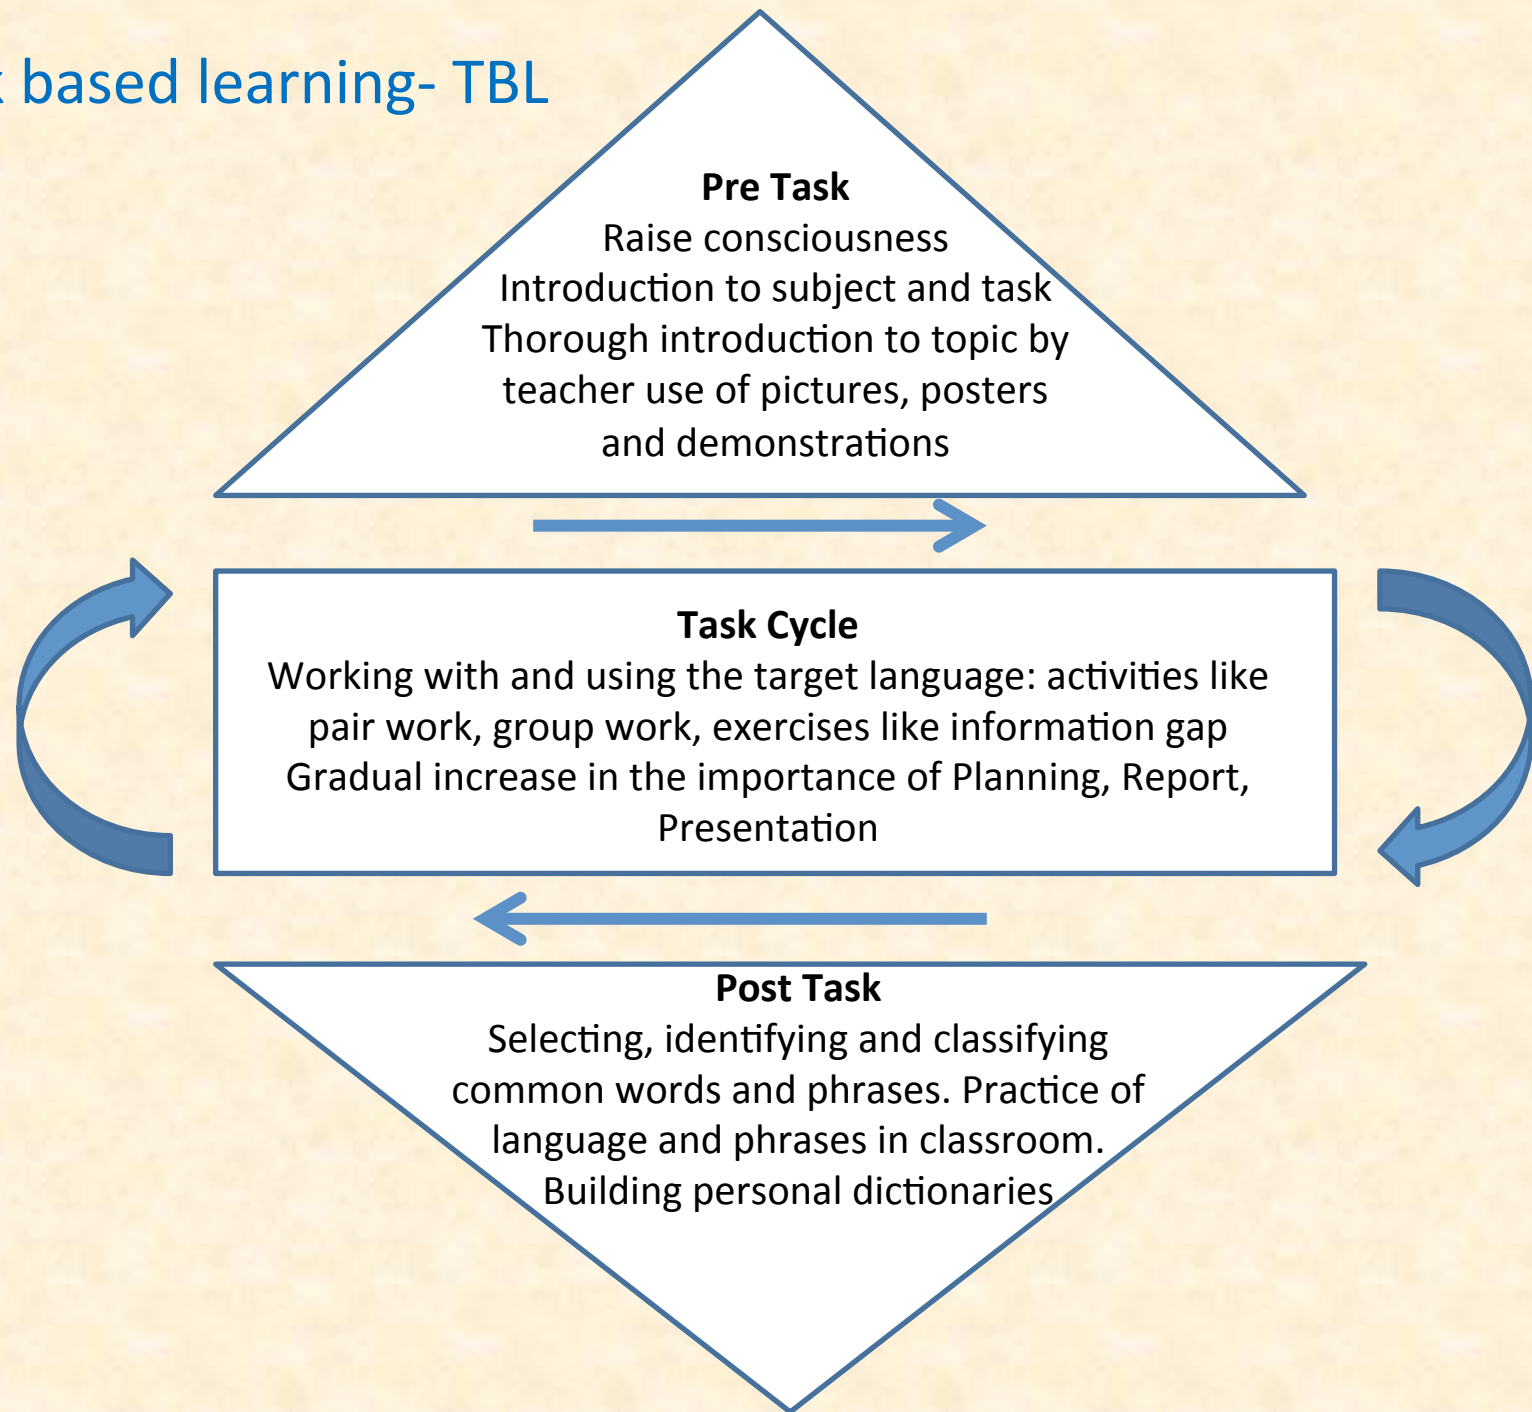 based learning- TBL
Pre Task
Raise consciousness
Introduction to subject and task
Thorough introduction to topic by
teacher use of pictures, posters
and demonstrations
Task Cycle
Working with and using the target language: activities like
pair work, group work, exercises like information gap
Gradual increase in the importance of Planning, Report,
Presentation
Post Task
Selecting, identifying and classifying
common words and phrases. Practice of
language and phrases in classroom.
Building personal dictionaries